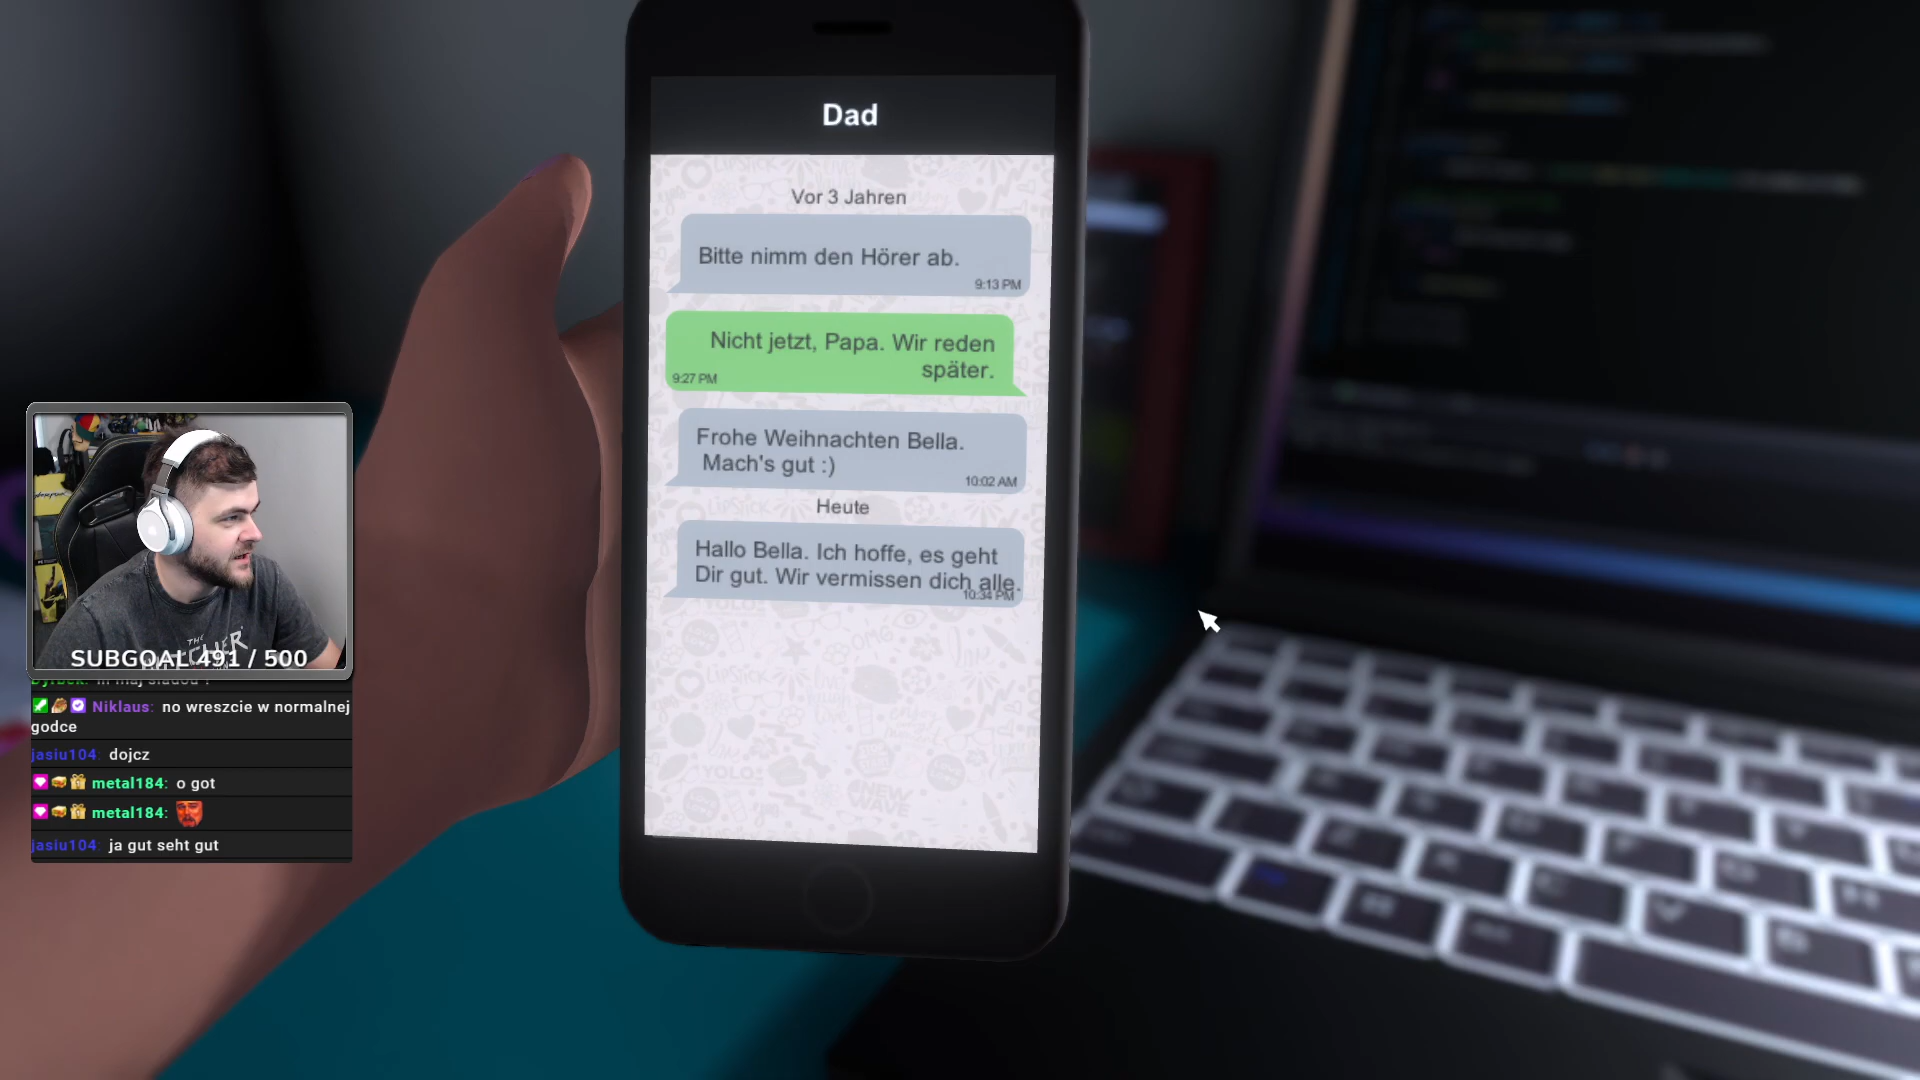 Dad
Vor 3 Jahren
Bitte nimm den Hörer ab.
9:13 PM
Nicht jetzt, Papa. Wir reden
später.
9:27 PM
Frohe Weihnachten Bella.
Mach's gut :)
10:02 AM
Heute
Hallo Bella. Ich hoffe, es geht
Dir gut. Wir vermissen dich alle.
10:34 PM
THE
SUBGOAL 491 / 500
Niklaus: no wreszcie w normalnej
godce
jasiu104: dojcz
metal184: o got
metal184:
jasiu104: ja gut seht gut